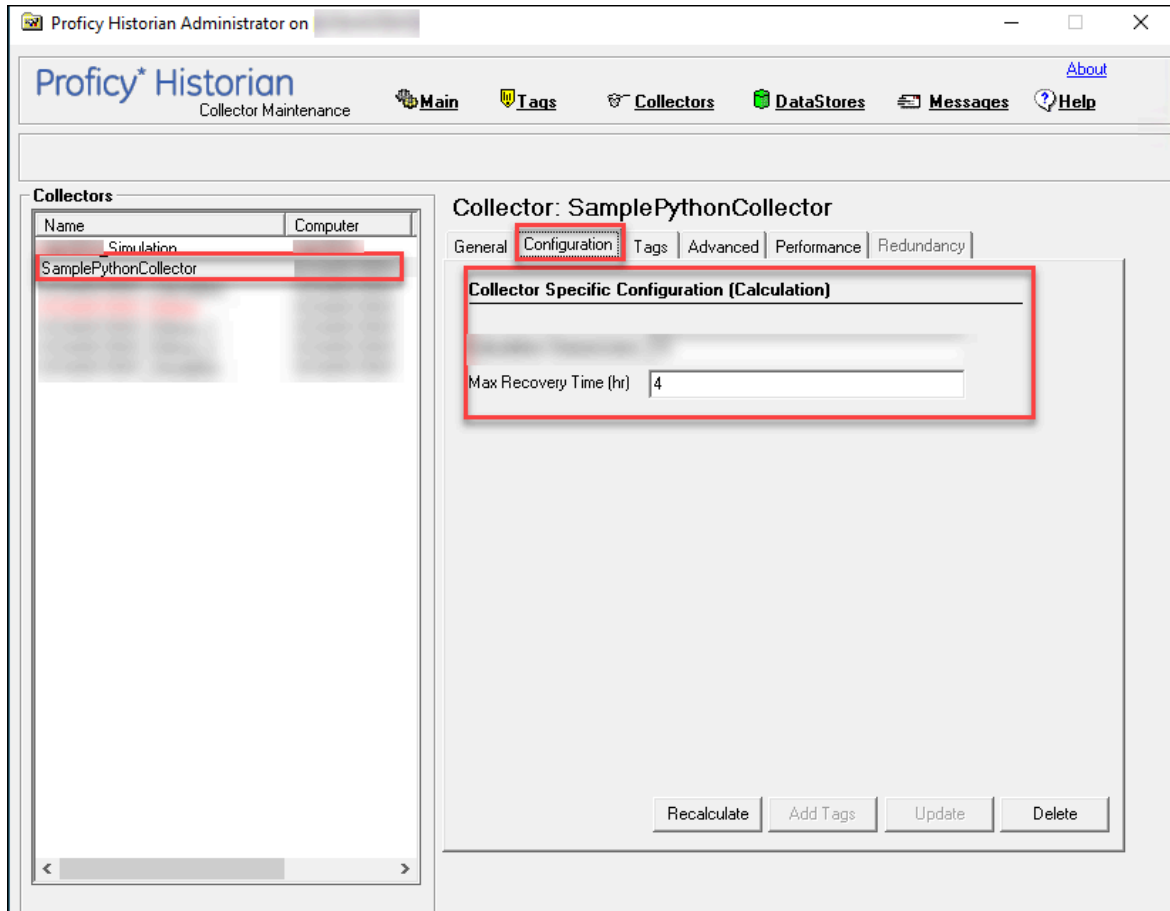 Proficy Historian Administrator on
About
Proficy* Historian
Collector Maintenance
Main Tags Collectors DataStores Messages Help
Collectors
Name Computer
_Simulation
SamplePythonCollector
Collector: SamplePythonCollector
General Configuration Tags Advanced Performance Redundancy
Collector Specific Configuration (Calculation)
Max Recovery Time (hr) 4
Recalculate Add Tags Update Delete